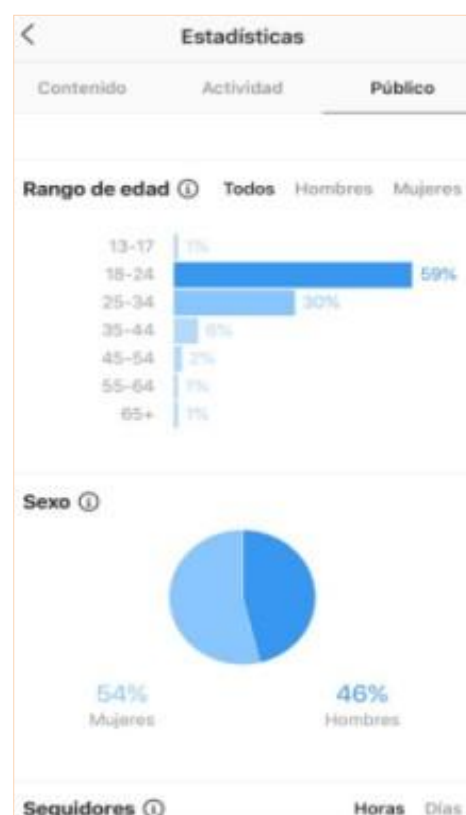 Estadísticas
Contenido Actividad Público
Rango de edad Todos Hombres Mujeres
13-17 1%
18-24 59%
25-34 30%
35-44 6%
45-54 2%
55-64 1%
65+ 1%
Sexo
54% 46%
Mujeres Hombres
Seguidores Horas Días